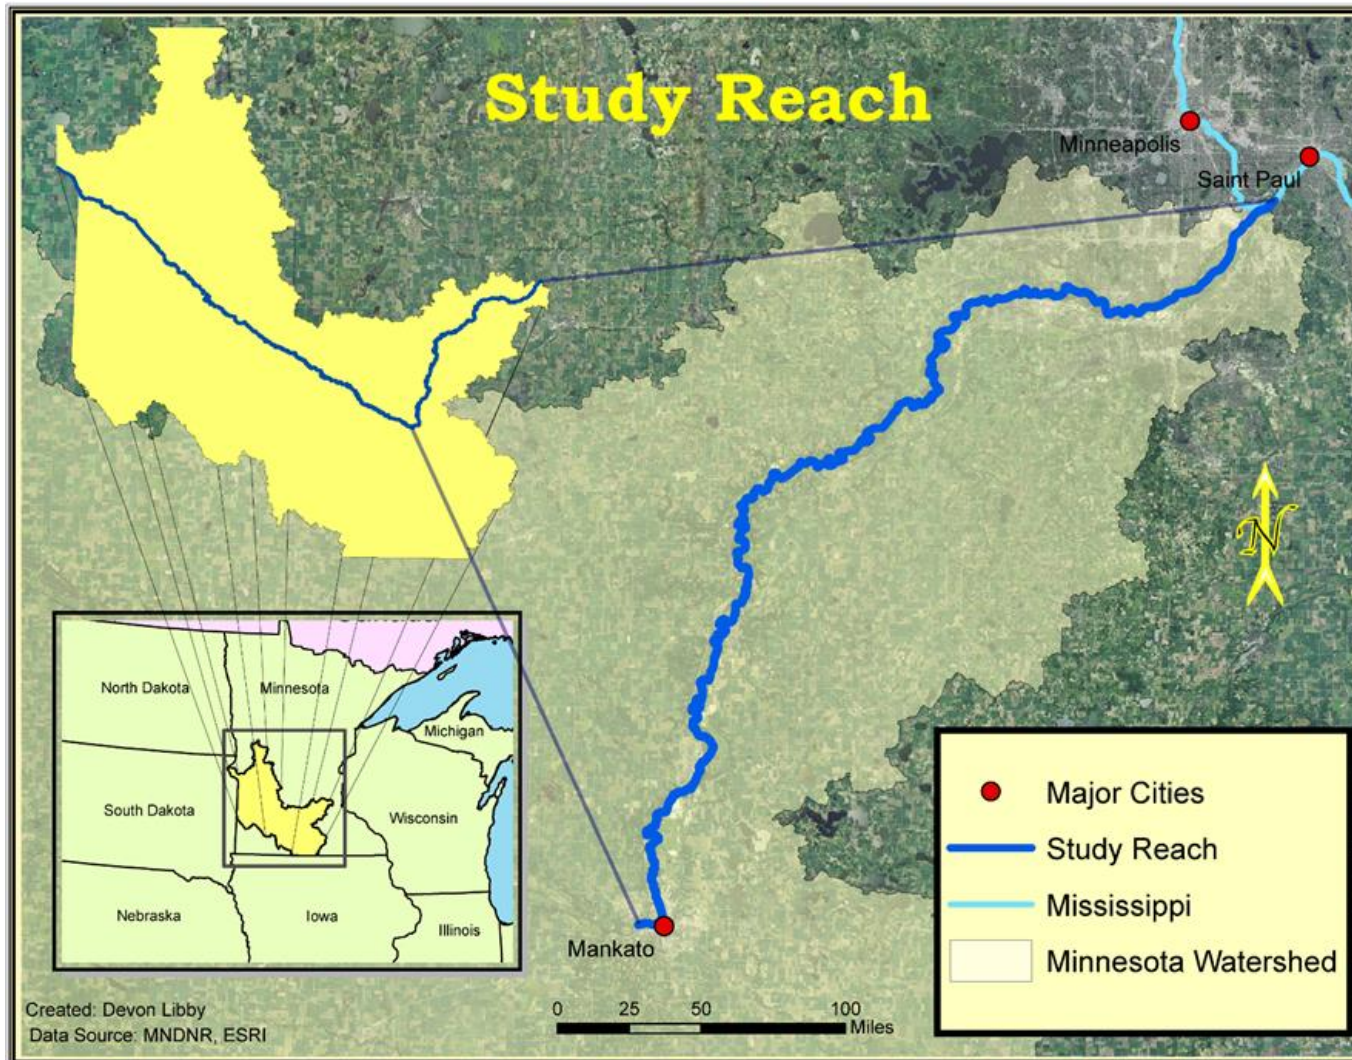 Study Reach
Minneapolis
Saint Paul
N
North Dakota
Minnesota
Michigan
South Dakota
Wisconsin
Nebraska
Iowa
Illinois
Mankato
Major Cities
Study Reach
Mississippi
Minnesota Watershed
Created: Devon Libby
Data Source: MNDNR, ESRI
0 25 50 100
Miles